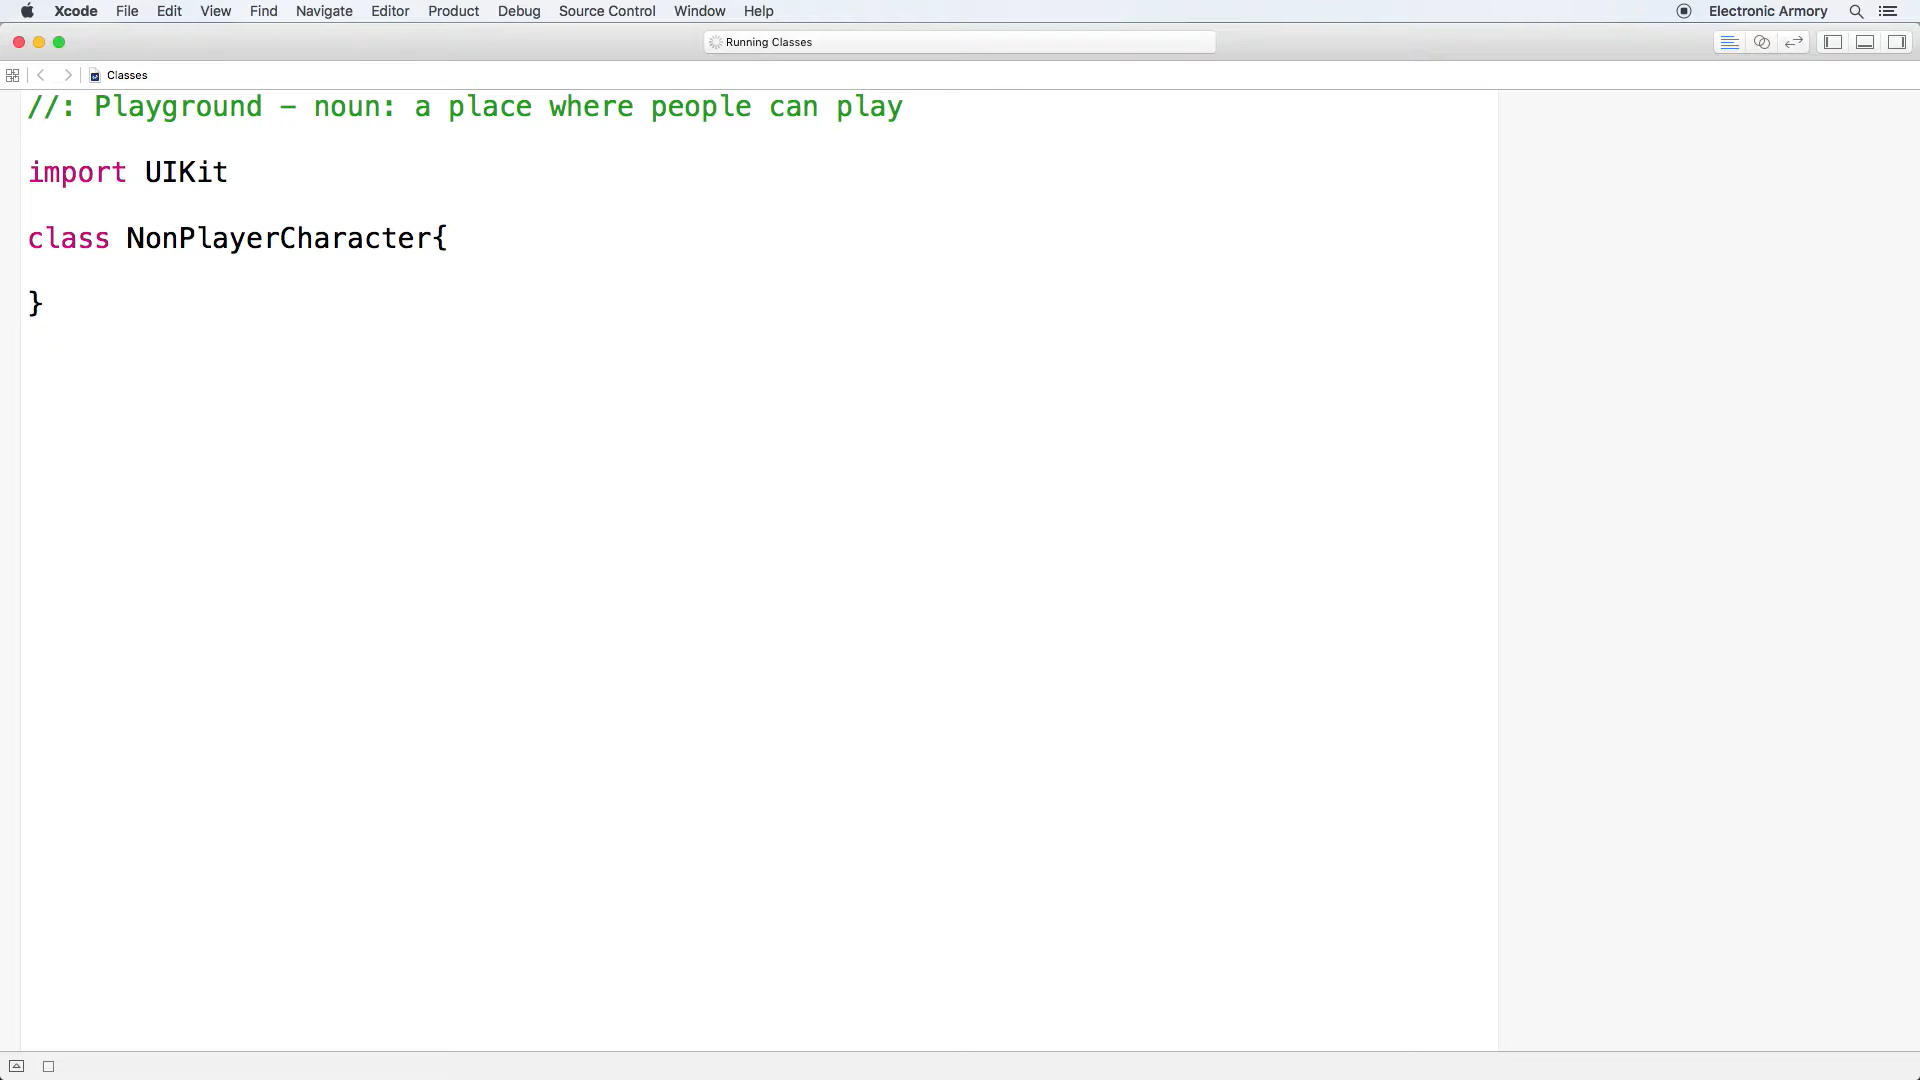 Xcode File Edit View Find Navigate Editor Product Debug Source Control Window Help Electronic Armory
Running Classes
Classes
//: Playground – noun: a place where people can play
import UIKit
class NonPlayerCharacter{
}